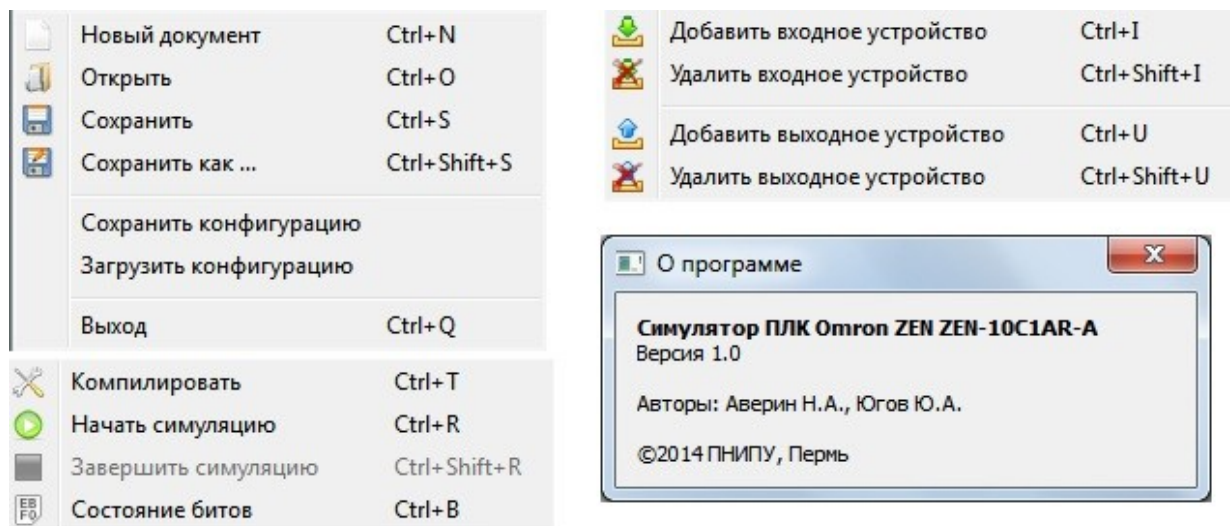 Новый документ Ctrl+N
Открыть Ctrl+O
Сохранить Ctrl+S
Сохранить как ... Ctrl+Shift+S
Сохранить конфигурацию
Загрузить конфигурацию
Выход Ctrl+Q
Компилировать Ctrl+T
Начать симуляцию Ctrl+R
Завершить симуляцию Ctrl+Shift+R
Состояние битов Ctrl+B
Добавить входное устройство Ctrl+I
Удалить входное устройство Ctrl+Shift+I
Добавить выходное устройство Ctrl+U
Удалить выходное устройство Ctrl+Shift+U
О программе
Симулятор ПЛК Omron ZEN ZEN-10C1AR-A
Версия 1.0
Авторы: Аверин Н.А., Югов Ю.А.
©2014 ПНИПУ, Пермь